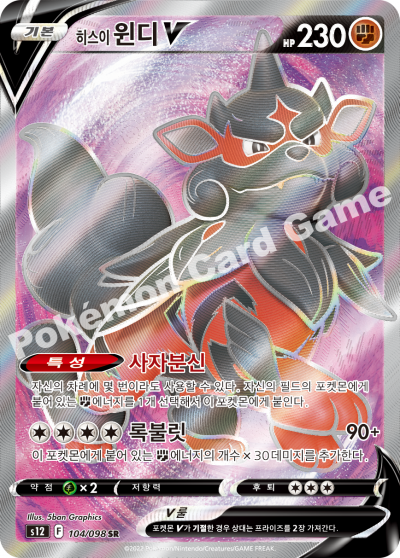 기본 히스이 윈디 V HP 230
특성 사자분신
자신의 차례에 몇 번이라도 사용할 수 있다. 자신의 필드의 포켓몬에게
붙어 있는 에너지를 1개 선택해서 이 포켓몬에게 붙인다.
록불릿 90+
이 포켓몬에게 붙어 있는 에너지의 개수 × 30데미지를 추가한다.
약점 × 2 저항력 후퇴
Illus. 5ban Graphics
s12 F 104/098 SR
V룰
포켓몬 V가 기절한 경우 상대는 프라이즈를 2장 가져간다.
Pokémon Card Game